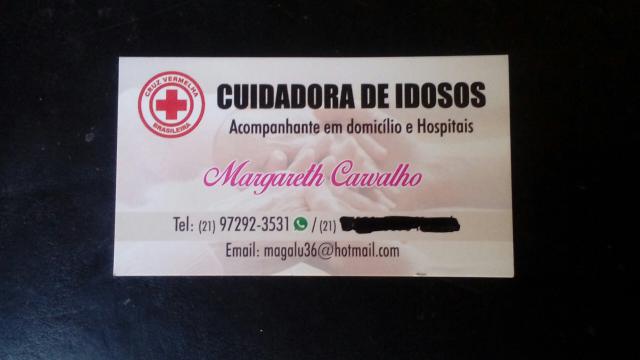 CRUZ VERMELHA
BRASILEIRA
CUIDADORA DE IDOSOS
Acompanhante em domicílio e Hospitais
Margareth Carvalho
Tel: (21) 97292-3531 / (21)
Email: magalu36@hotmail.com